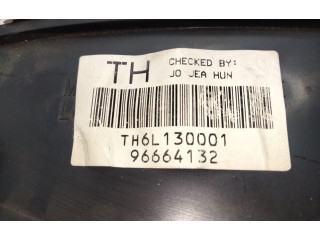 TH CHECKED BY:
JO JEA HUN
TH6L130001
96664132